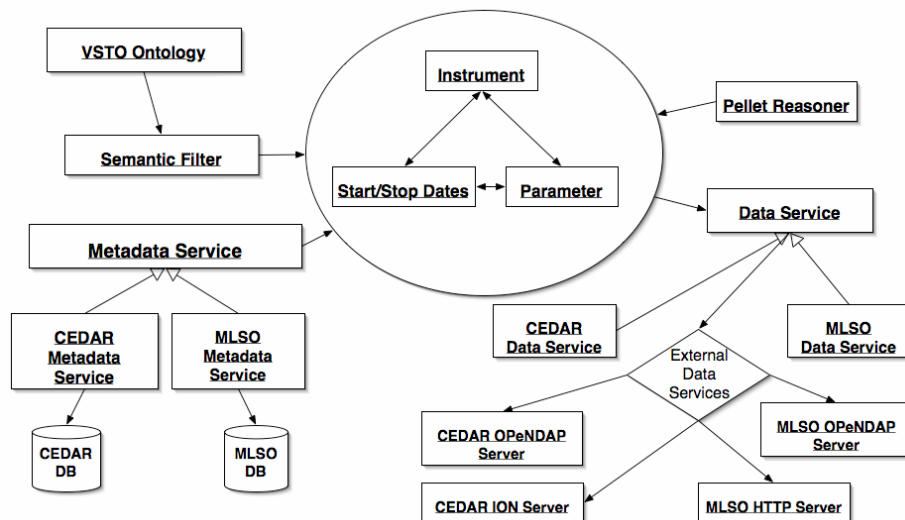 VSTO Ontology
Instrument
Pellet Reasoner
Semantic Filter
Start/Stop Dates
Parameter
Data Service
Metadata Service
CEDAR
Metadata
Service
MLSO
Metadata
Service
CEDAR
Data Service
MLSO
Data Service
External
Data
Services
CEDAR OPeNDAP
Server
MLSO OPeNDAP
Server
CEDAR
DB
MLSO
DB
CEDAR ION Server
MLSO HTTP Server